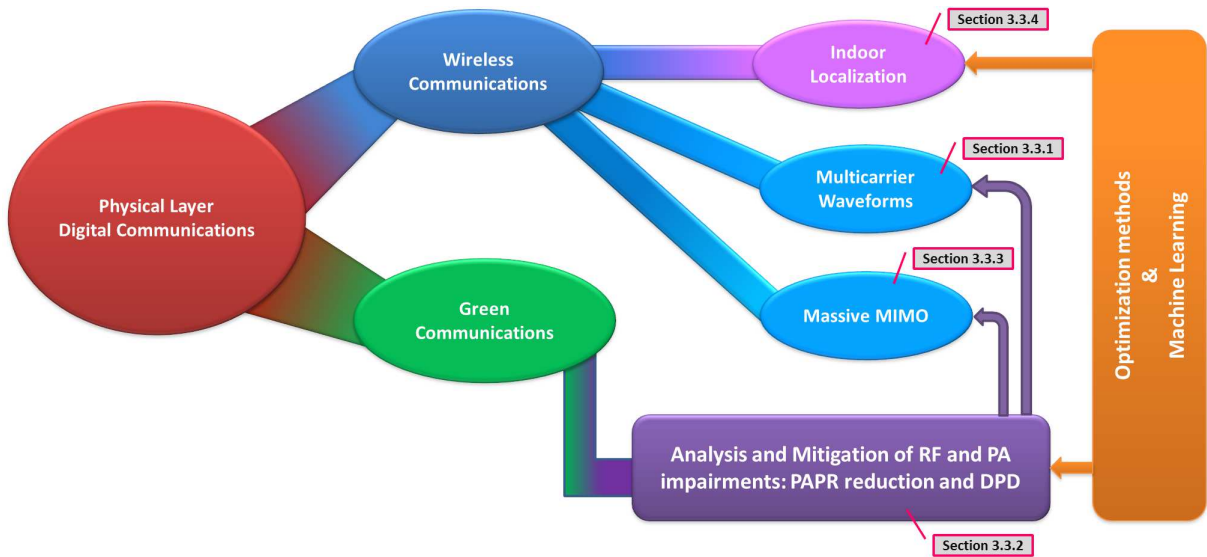 Section 3.3.4
Wireless
Communications
Indoor
Localization
Section 3.3.1
Multicarrier
Waveforms
Physical Layer
Digital Communications
Section 3.3.3
Green
Communications
Massive MIMO
Optimization methods
&
Machine Learning
Analysis and Mitigation of RF and PA
impairments: PAPR reduction and DPD
Section 3.3.2